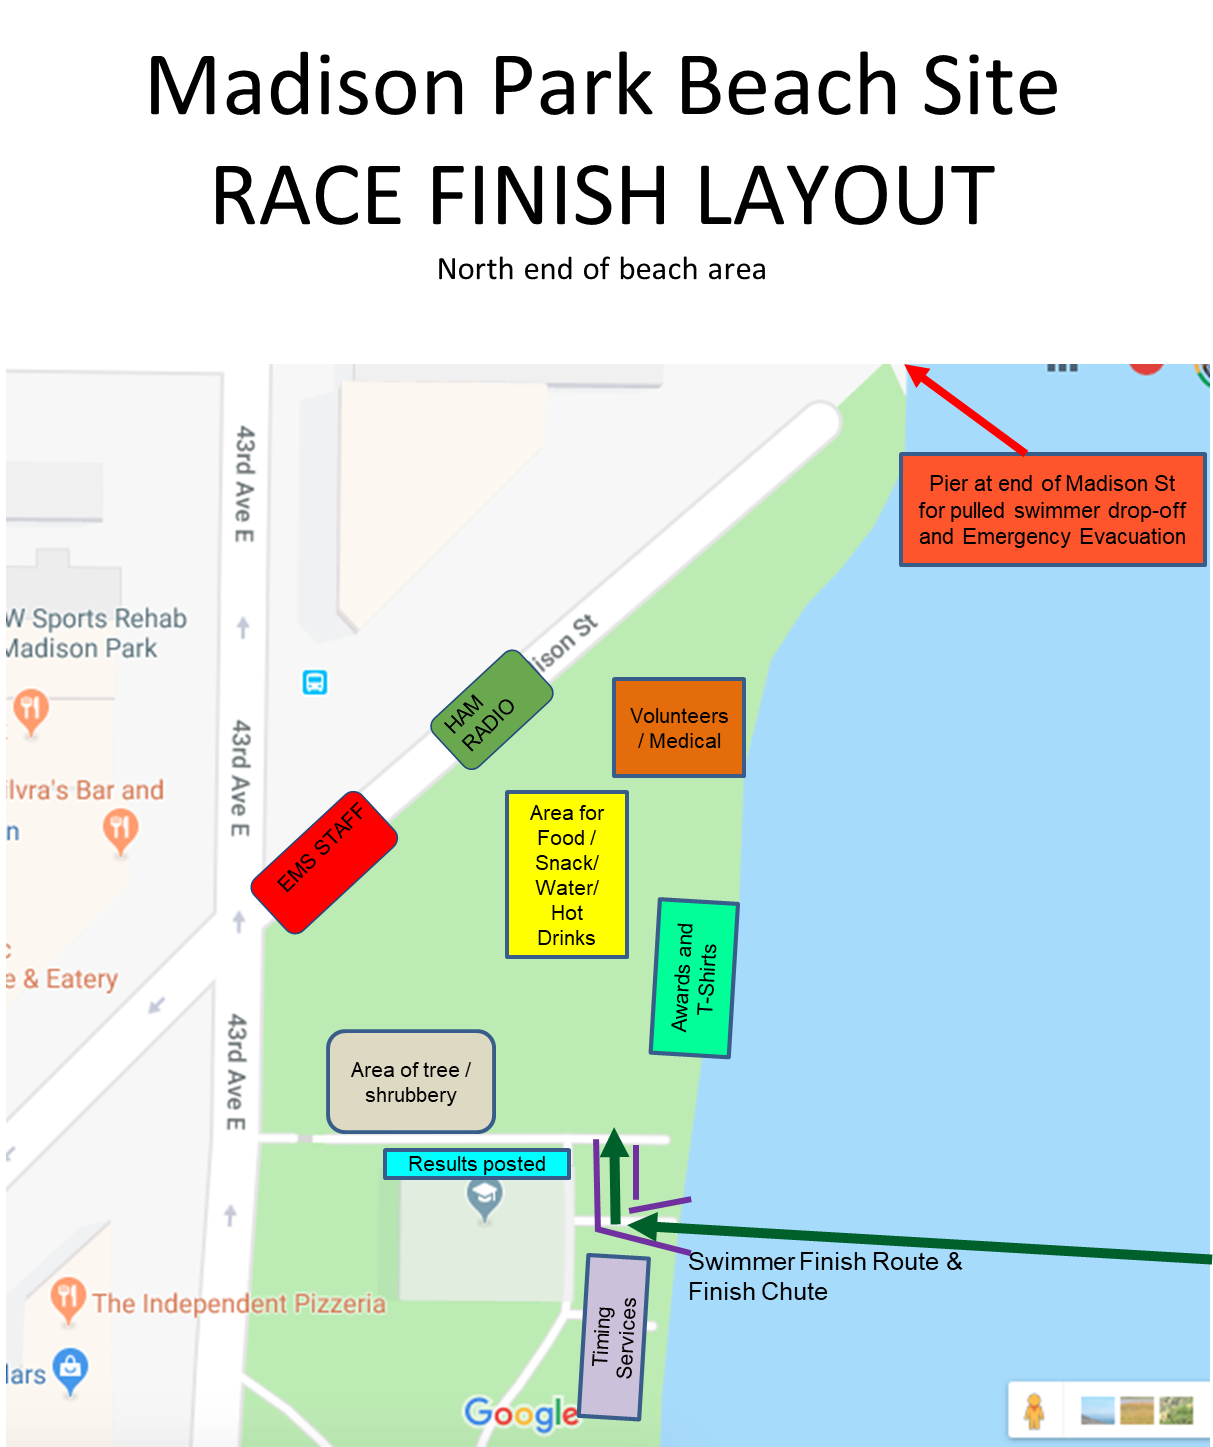 Madison Park Beach Site
RACE FINISH LAYOUT
North end of beach area
43rd Ave E
Pier at end of Madison St
for pulled swimmer drop-off
and Emergency Evacuation
W Sports Rehab
Madison Park
ison St
HAM
RADIO
Volunteers
/ Medical
43rd Ave E
ilvra's Bar and
n
EMS STAFF
Area for
Food /
Snack/
Water/
Hot
Drinks
Awards and
T-Shirts
e & Eatery
43rd Ave E
Area of tree /
shrubbery
Results posted
Swimmer Finish Route &
Finish Chute
The Independent Pizzeria
Timing
Services
lars
Google